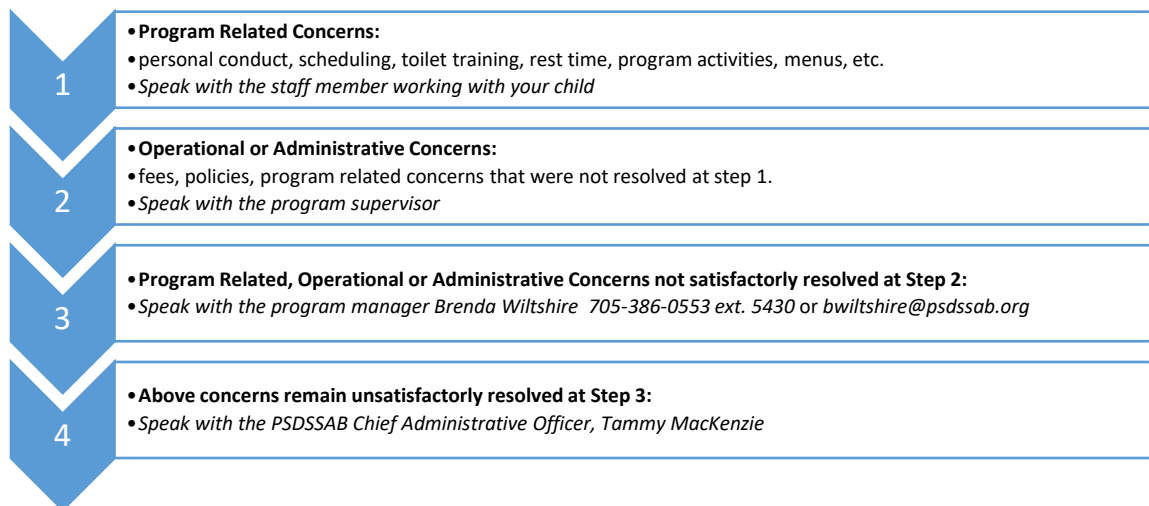 1
•Program Related Concerns:
•personal conduct, scheduling, toilet training, rest time, program activities, menus, etc.
•Speak with the staff member working with your child
2
•Operational or Administrative Concerns:
•fees, policies, program related concerns that were not resolved at step 1.
•Speak with the program supervisor
3
•Program Related, Operational or Administrative Concerns not satisfactorily resolved at Step 2:
•Speak with the program manager Brenda Wiltshire 705-386-0553 ext. 5430 or bwiltshire@psdssab.org
4
•Above concerns remain unsatisfactorily resolved at Step 3:
•Speak with the PSDSSAB Chief Administrative Officer, Tammy MacKenzie